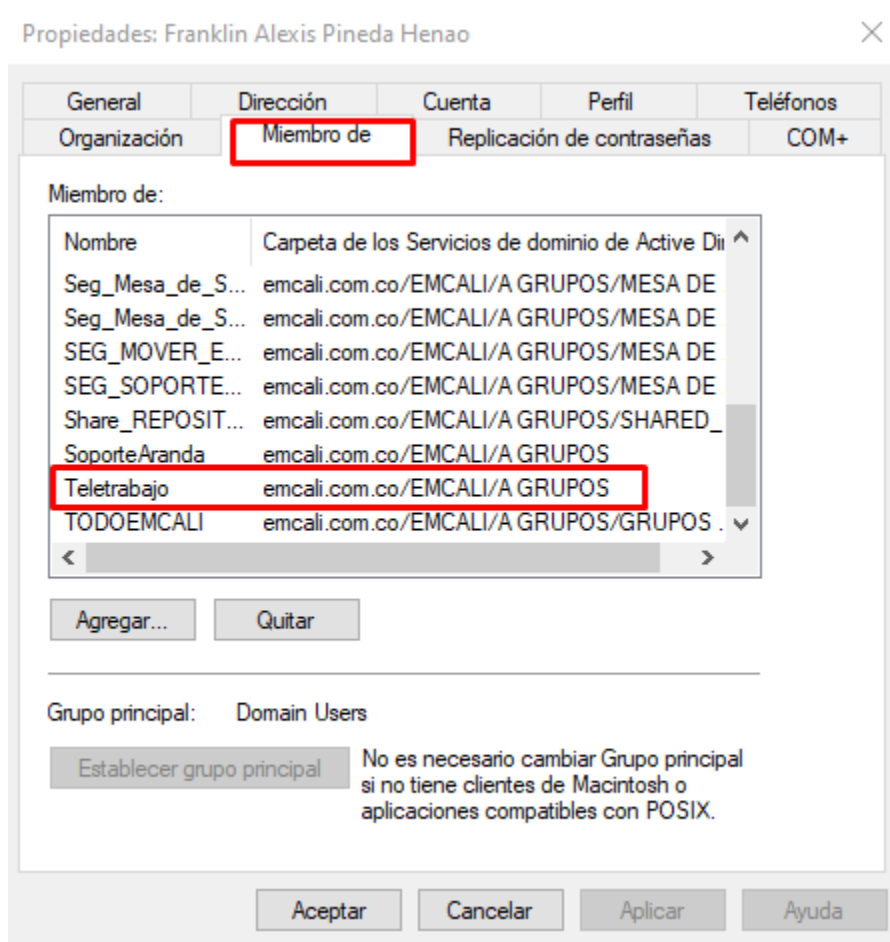 Propiedades: Franklin Alexis Pineda Henao
General Dirección Cuenta Perfil Teléfonos
Organización Miembro de Replicación de contraseñas COM+
Miembro de:
Nombre Carpeta de los Servicios de dominio de Active Dir
Seg_Mesa_de_S... emcali.com.co/EMCALI/A GRUPOS/MESA DE
Seg_Mesa_de_S... emcali.com.co/EMCALI/A GRUPOS/MESA DE
SEG_MOVER_E... emcali.com.co/EMCALI/A GRUPOS/MESA DE
SEG_SOPORTE... emcali.com.co/EMCALI/A GRUPOS/MESA DE
Share_REPOSIT... emcali.com.co/EMCALI/A GRUPOS/SHARED_
SoporteAranda emcali.com.co/EMCALI/A GRUPOS
Teletrabajo emcali.com.co/EMCALI/A GRUPOS
TODOEMCALI emcali.com.co/EMCALI/A GRUPOS/GRUPOS .
Agregar... Quitar
Grupo principal: Domain Users
Establecer grupo principal No es necesario cambiar Grupo principal
si no tiene clientes de Macintosh o
aplicaciones compatibles con POSIX.
Aceptar Cancelar Aplicar Ayuda